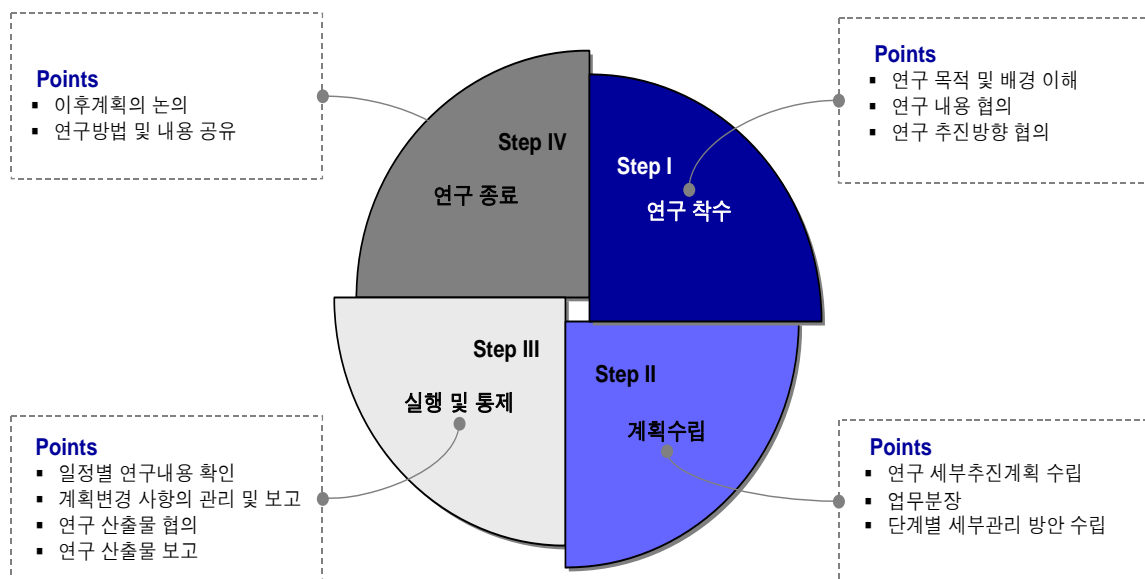 Points
▪ 이후계획의 논의
▪ 연구방법 및 내용 공유
Points
▪ 연구 목적 및 배경 이해
▪ 연구 내용 협의
▪ 연구 추진방향 협의
Step IV
연구 종료
Step I
연구 착수
Step III
실행 및 통제
Step II
계획수립
Points
▪ 일정별 연구내용 확인
▪ 계획변경 사항의 관리 및 보고
▪ 연구 산출물 협의
▪ 연구 산출물 보고
Points
▪ 연구 세부추진계획 수립
▪ 업무분장
▪ 단계별 세부관리 방안 수립